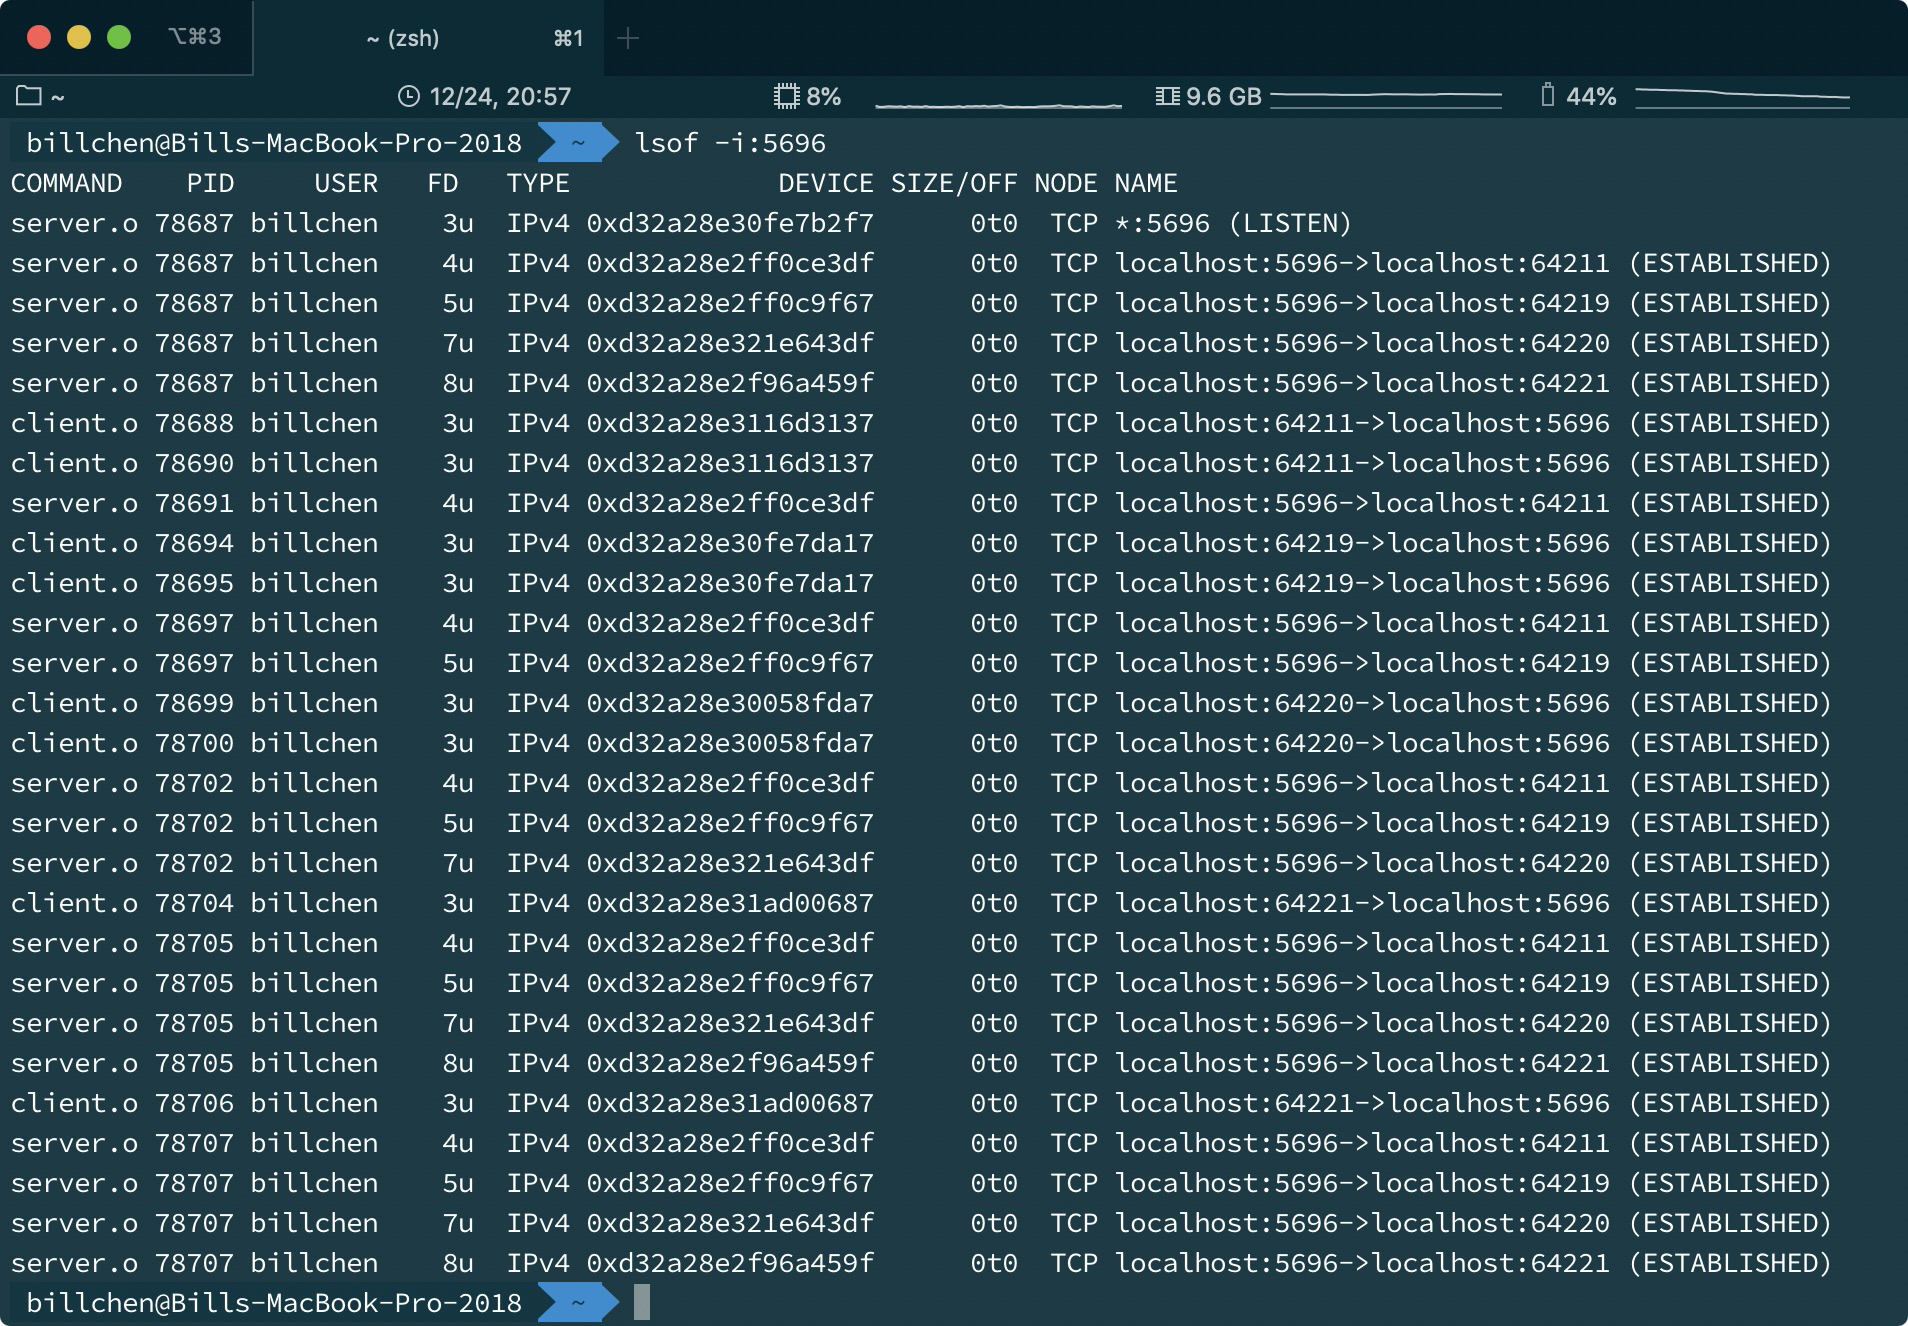 ⌥⌘3 ~ (zsh) ⌘1 +
~ 12/24, 20:57 8% 9.6 GB 44%
billchen@Bills-MacBook-Pro-2018 ~ lsof -i:5696
COMMAND PID USER FD TYPE DEVICE SIZE/OFF NODE NAME
server.o 78687 billchen 3u IPv4 0xd32a28e30fe7b2f7 0t0 TCP *:5696 (LISTEN)
server.o 78687 billchen 4u IPv4 0xd32a28e2ff0ce3df 0t0 TCP localhost:5696->localhost:64211 (ESTABLISHED)
server.o 78687 billchen 5u IPv4 0xd32a28e2ff0c9f67 0t0 TCP localhost:5696->localhost:64219 (ESTABLISHED)
server.o 78687 billchen 7u IPv4 0xd32a28e321e643df 0t0 TCP localhost:5696->localhost:64220 (ESTABLISHED)
server.o 78687 billchen 8u IPv4 0xd32a28e2f96a459f 0t0 TCP localhost:5696->localhost:64221 (ESTABLISHED)
client.o 78688 billchen 3u IPv4 0xd32a28e3116d3137 0t0 TCP localhost:64211->localhost:5696 (ESTABLISHED)
client.o 78690 billchen 3u IPv4 0xd32a28e3116d3137 0t0 TCP localhost:64211->localhost:5696 (ESTABLISHED)
server.o 78691 billchen 4u IPv4 0xd32a28e2ff0ce3df 0t0 TCP localhost:5696->localhost:64211 (ESTABLISHED)
client.o 78694 billchen 3u IPv4 0xd32a28e30fe7da17 0t0 TCP localhost:64219->localhost:5696 (ESTABLISHED)
client.o 78695 billchen 3u IPv4 0xd32a28e30fe7da17 0t0 TCP localhost:64219->localhost:5696 (ESTABLISHED)
server.o 78697 billchen 4u IPv4 0xd32a28e2ff0ce3df 0t0 TCP localhost:5696->localhost:64211 (ESTABLISHED)
server.o 78697 billchen 5u IPv4 0xd32a28e2ff0c9f67 0t0 TCP localhost:5696->localhost:64219 (ESTABLISHED)
client.o 78699 billchen 3u IPv4 0xd32a28e30058fda7 0t0 TCP localhost:64220->localhost:5696 (ESTABLISHED)
client.o 78700 billchen 3u IPv4 0xd32a28e30058fda7 0t0 TCP localhost:64220->localhost:5696 (ESTABLISHED)
server.o 78702 billchen 4u IPv4 0xd32a28e2ff0ce3df 0t0 TCP localhost:5696->localhost:64211 (ESTABLISHED)
server.o 78702 billchen 5u IPv4 0xd32a28e2ff0c9f67 0t0 TCP localhost:5696->localhost:64219 (ESTABLISHED)
server.o 78702 billchen 7u IPv4 0xd32a28e321e643df 0t0 TCP localhost:5696->localhost:64220 (ESTABLISHED)
client.o 78704 billchen 3u IPv4 0xd32a28e31ad00687 0t0 TCP localhost:64221->localhost:5696 (ESTABLISHED)
server.o 78705 billchen 4u IPv4 0xd32a28e2ff0ce3df 0t0 TCP localhost:5696->localhost:64211 (ESTABLISHED)
server.o 78705 billchen 5u IPv4 0xd32a28e2ff0c9f67 0t0 TCP localhost:5696->localhost:64219 (ESTABLISHED)
server.o 78705 billchen 7u IPv4 0xd32a28e321e643df 0t0 TCP localhost:5696->localhost:64220 (ESTABLISHED)
server.o 78705 billchen 8u IPv4 0xd32a28e2f96a459f 0t0 TCP localhost:5696->localhost:64221 (ESTABLISHED)
client.o 78706 billchen 3u IPv4 0xd32a28e31ad00687 0t0 TCP localhost:64221->localhost:5696 (ESTABLISHED)
server.o 78707 billchen 4u IPv4 0xd32a28e2ff0ce3df 0t0 TCP localhost:5696->localhost:64211 (ESTABLISHED)
server.o 78707 billchen 5u IPv4 0xd32a28e2ff0c9f67 0t0 TCP localhost:5696->localhost:64219 (ESTABLISHED)
server.o 78707 billchen 7u IPv4 0xd32a28e321e643df 0t0 TCP localhost:5696->localhost:64220 (ESTABLISHED)
server.o 78707 billchen 8u IPv4 0xd32a28e2f96a459f 0t0 TCP localhost:5696->localhost:64221 (ESTABLISHED)
billchen@Bills-MacBook-Pro-2018 ~